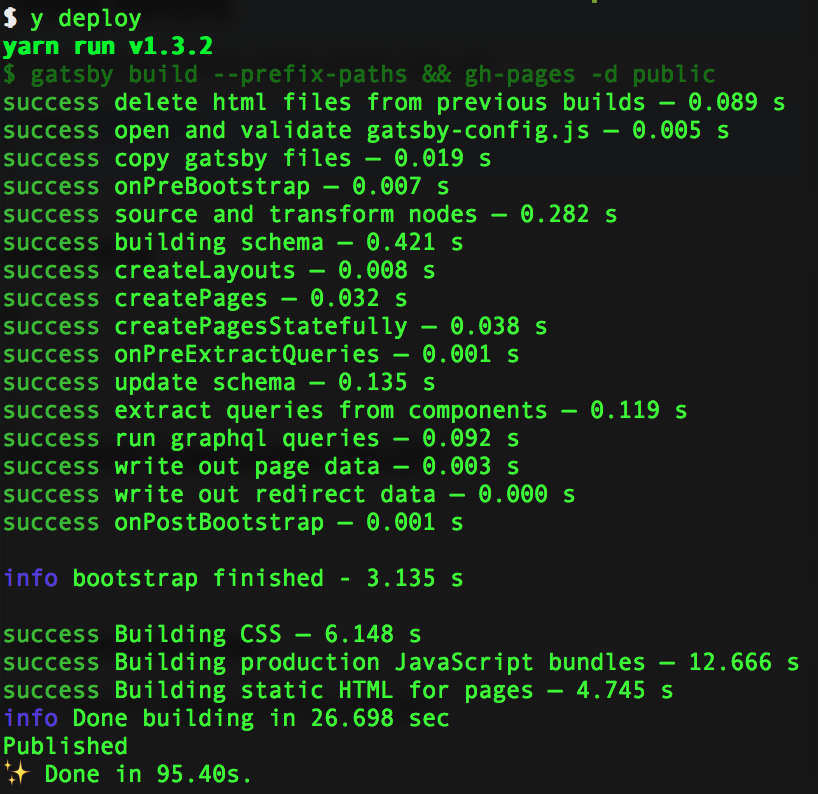 $ y deploy
yarn run v1.3.2
$ gatsby build --prefix-paths && gh-pages -d public
success delete html files from previous builds — 0.089 s
success open and validate gatsby-config.js — 0.005 s
success copy gatsby files — 0.019 s
success onPreBootstrap — 0.007 s
success source and transform nodes — 0.282 s
success building schema — 0.421 s
success createLayouts — 0.008 s
success createPages — 0.032 s
success createPagesStatefully — 0.038 s
success onPreExtractQueries — 0.001 s
success update schema — 0.135 s
success extract queries from components — 0.119 s
success run graphql queries — 0.092 s
success write out page data — 0.003 s
success write out redirect data — 0.000 s
success onPostBootstrap — 0.001 s
info bootstrap finished - 3.135 s
success Building CSS — 6.148 s
success Building production JavaScript bundles — 12.666 s
success Building static HTML for pages — 4.745 s
info Done building in 26.698 sec
Published
✨ Done in 95.40s.